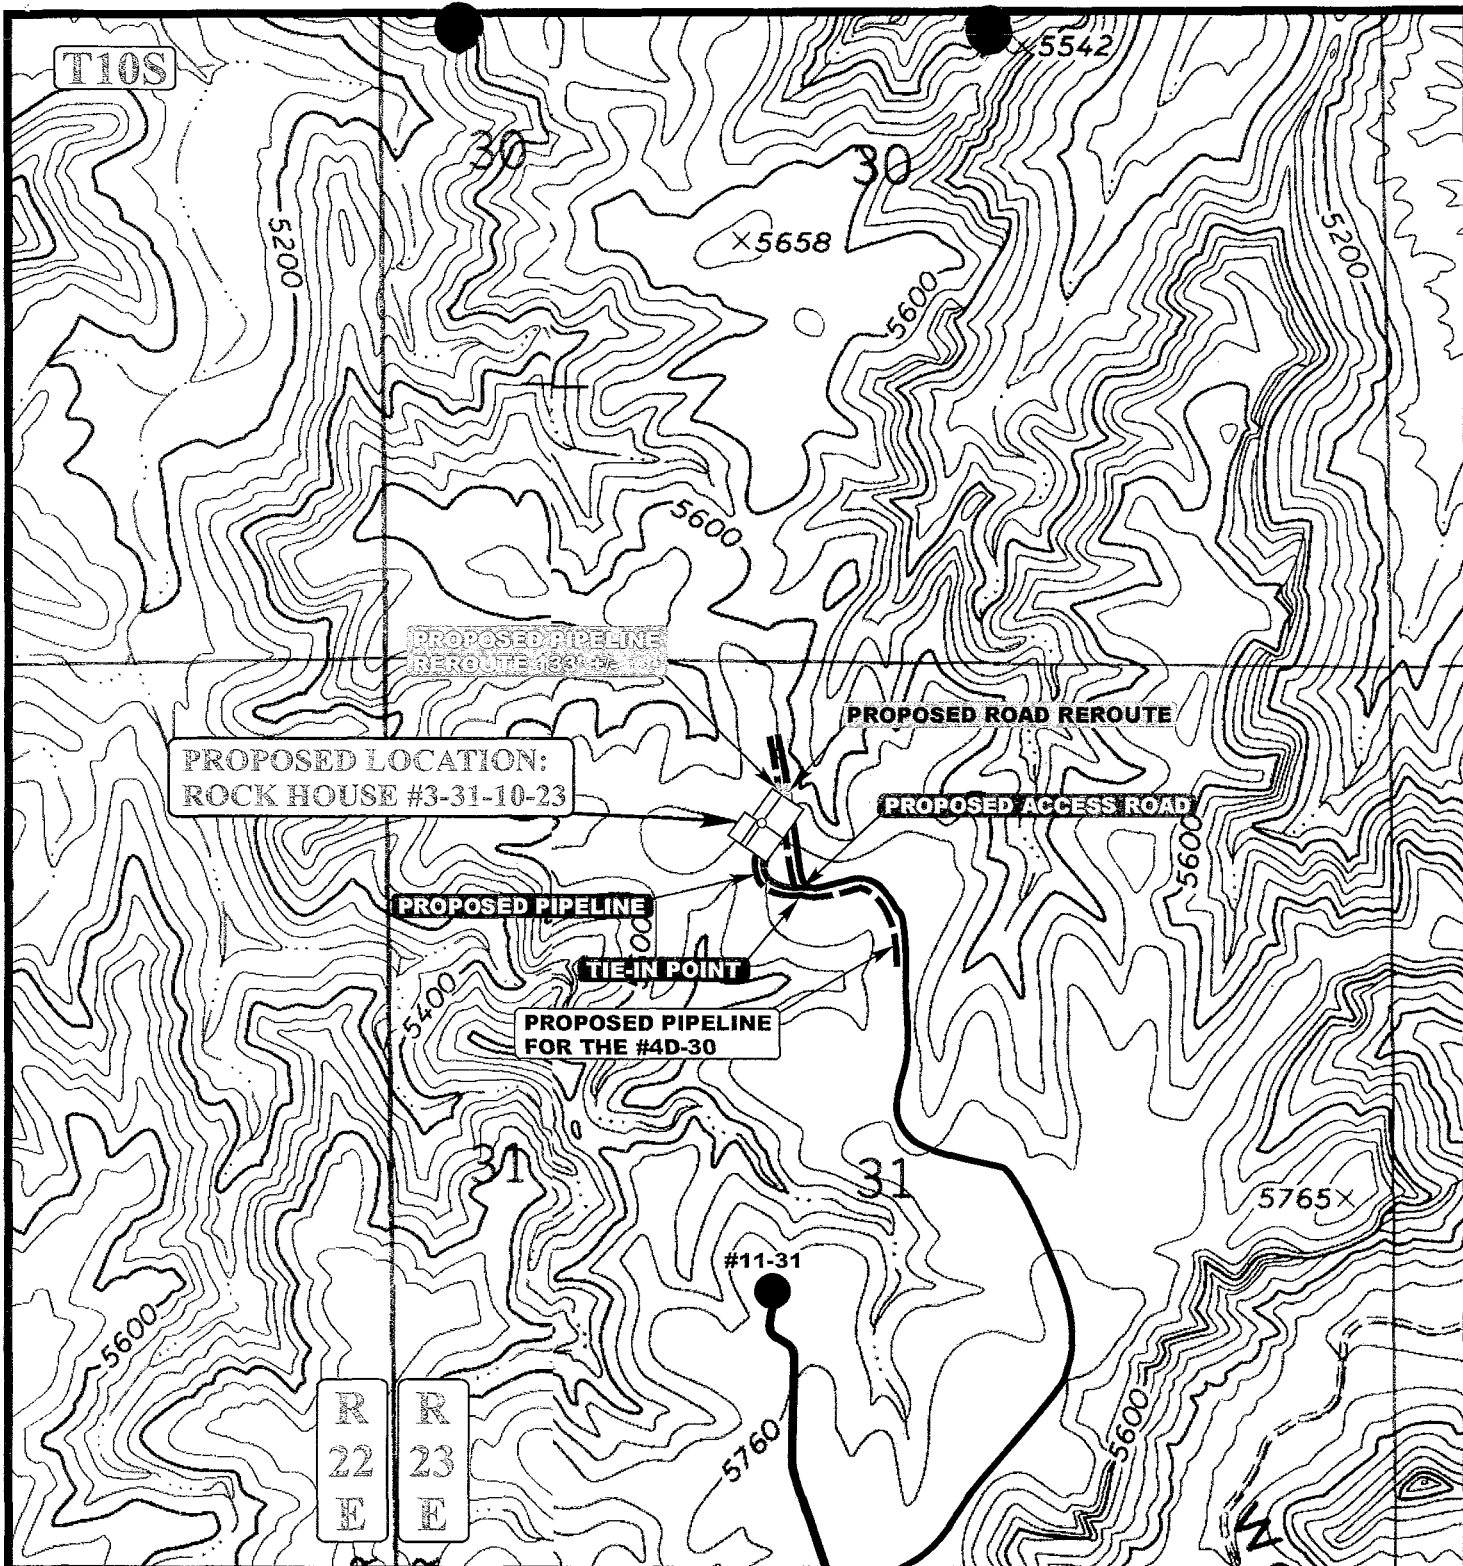 T10S
5542
30
30
5658
5200
5200
5600
5600
PROPOSED PIPELINE
REROUTE 133' +/-
PROPOSED ROAD REROUTE
PROPOSED LOCATION:
ROCK HOUSE #3-31-10-23
PROPOSED ACCESS ROAD
5600
PROPOSED PIPELINE
TIE-IN POINT
5400
PROPOSED PIPELINE
FOR THE #4D-30
31
31
5765
#11-31
5600
R
22
E
R
23
E
5760
5600